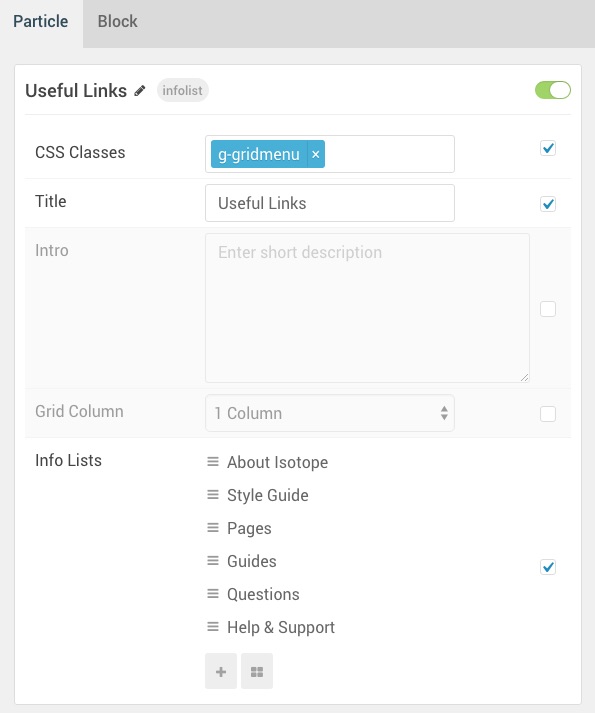 Particle Block
Useful Links infolist
CSS Classes g-gridmenu ×
Title Useful Links
Intro Enter short description
Grid Column 1 Column
Info Lists About Isotope
Style Guide
Pages
Guides
Questions
Help & Support